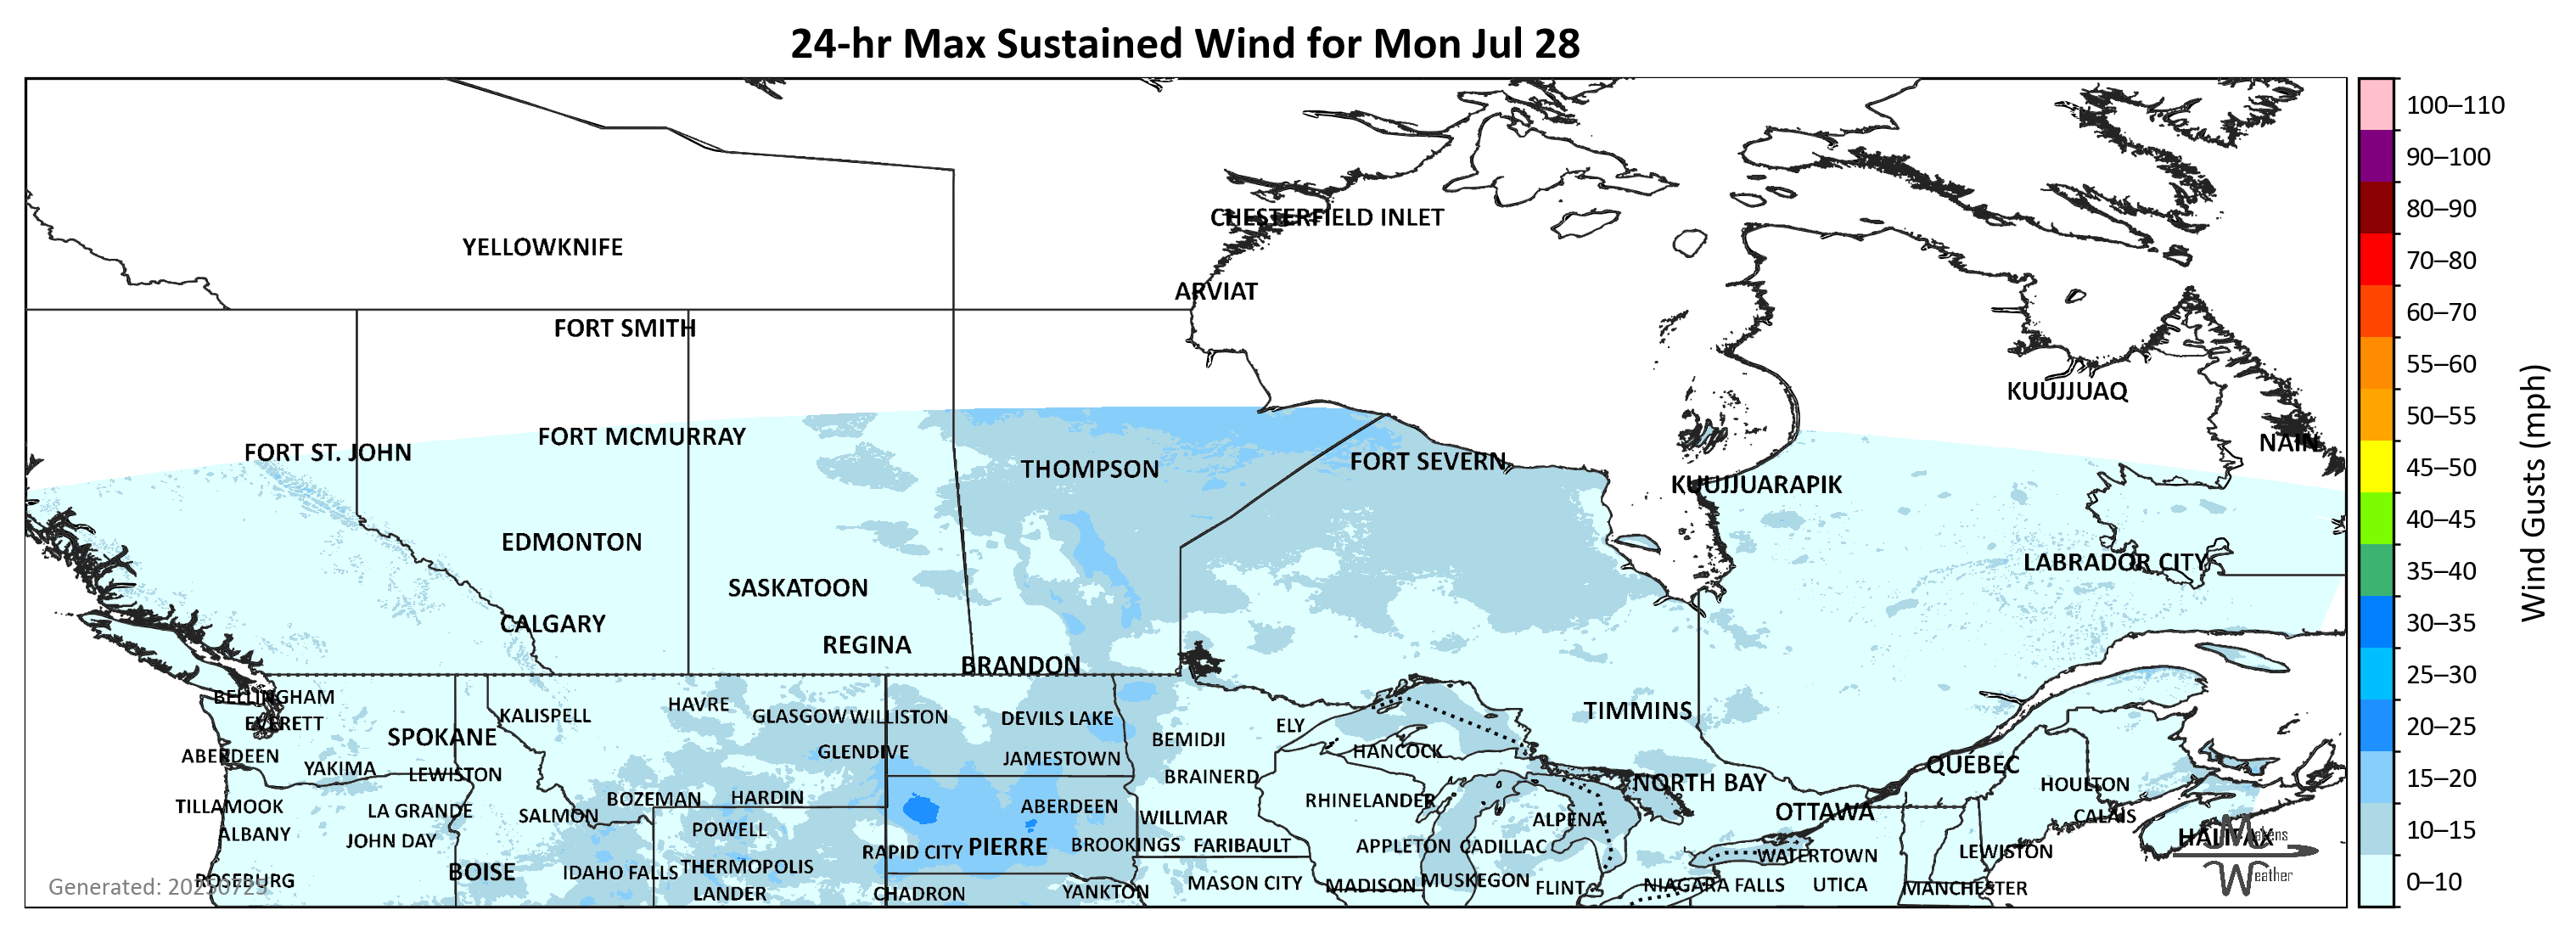 24-hr Max Sustained Wind for Mon Jul 28
CHESTERFIELD INLET
YELLOWKNIFE
ARVIAT
FORT SMITH
KUUJJUAQ
FORT MCMURRAY
NAIN
FORT ST. JOHN
THOMPSON
FORT SEVERN
KUUJJUARAPIK
EDMONTON
LABRADOR CITY
SASKATOON
CALGARY
REGINA
BRANDON
BELLINGHAM
HAVRE
TIMMINS
KALISPELL
GLASGOW
WILLISTON
DEVILS LAKE
EVERETT
ELY
SPOKANE
BEMIDJI
ABERDEEN
GLENDIVE
JAMESTOWN
HANCOCK
QUÉBEC
YAKIMA
LEWISTON
BRAINERD
NORTH BAY
HOULTON
TILLAMOOK
LA GRANDE
SALMON
BOZEMAN
HARDIN
ABERDEEN
RHINELANDER
OTTAWA
CALAIS
ALBANY
JOHN DAY
POWELL
WILLMAR
ALPENA
HALIFAX
RAPID CITY
PIERRE
BROOKINGS
FARIBAULT
APPLETON
CADILLAC
WATERTOWN
LEWISTON
BOISE
IDAHO FALLS
THERMOPOLIS
ROSEBURG
LANDER
CHADRON
YANKTON
MASON CITY
MADISON
MUSKEGON
FLINT
NIAGARA FALLS
UTICA
MANCHESTER
Generated: 20250725
Makens
Weather
100–110
90–100
80–90
70–80
60–70
55–60
50–55
45–50
40–45
35–40
30–35
25–30
20–25
15–20
10–15
0–10
Wind Gusts (mph)